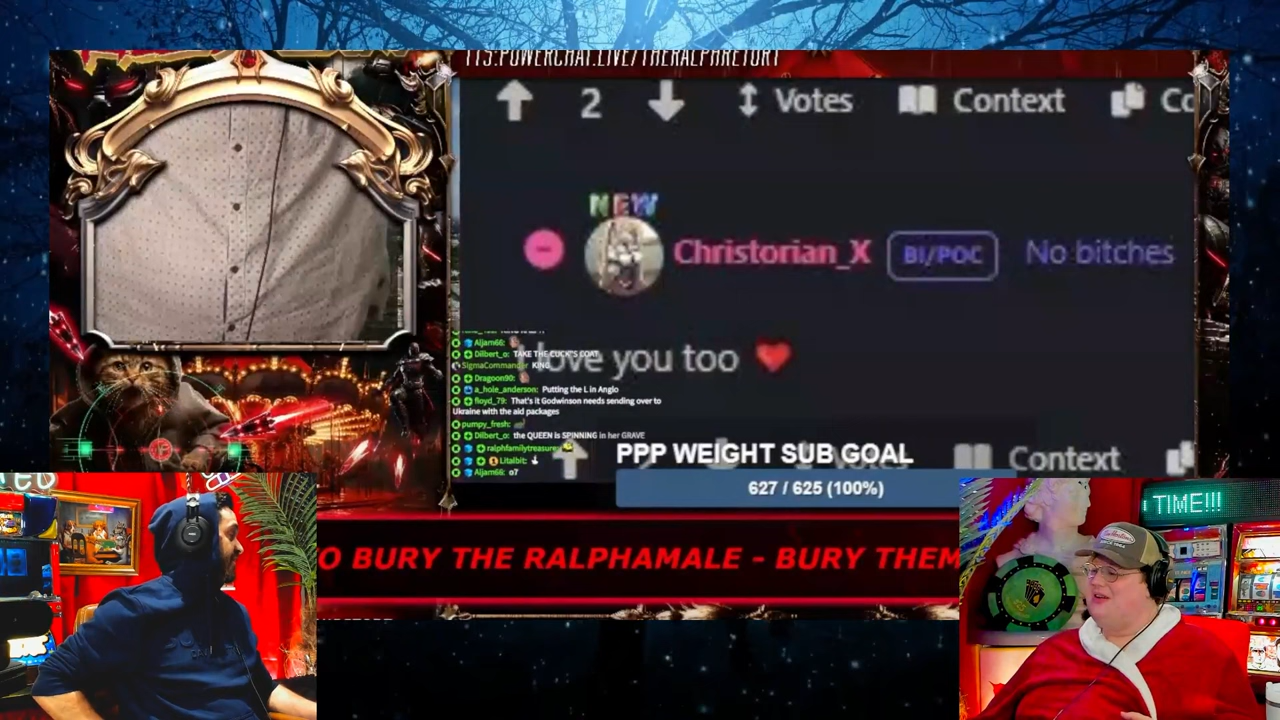 TTS:POWERCHAT.LIVE/THERALPHRETORT
2 Votes Context
NEW
Christorian_X BI/POC No bitches
love you too
Aljam66:
Dilbert_o: TAKE THE CUCK'S COAT
SigmaCommander KING
Dragoon90:
a_hole_anderson: Putting the L in Anglo
floyd_79: That's it Godwinson needs sending over to
Ukraine with the aid packages
pumpy_fresh:
Dilbert_o: the QUEEN is SPINNING in her GRAVE
ralphfamilytreasure
Litalbit:
Aljam66: o7
Context
PPP WEIGHT SUB GOAL
627 / 625 (100%)
TIME!!!
O BURY THE RALPHAMALE - BURY THEM